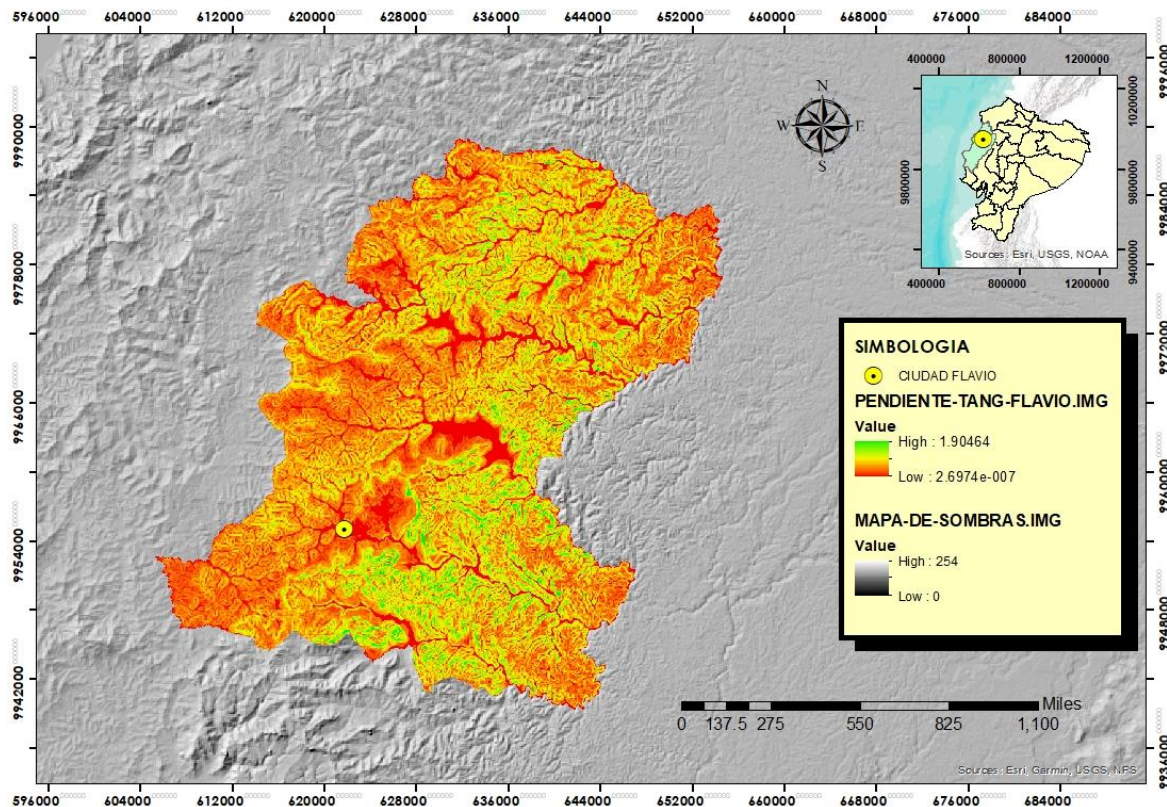 596000 604000 612000 620000 628000 636000 644000 652000 660000 668000 676000 684000
9996000
9990000
9984000
9978000
9972000
9966000
9960000
9954000
9948000
9942000
9936000
N
W E
S
400000 800000 1200000
10200000
9800000 9800000
9400000
Sources: Esri, USGS, NOAA
400000 800000 1200000
SIMBOLOGIA
CIUDAD FLAVIO
PENDIENTE-TANG-FLAVIO.IMG
Value
High : 1.90464
Low : 2.6974e-007
MAPA-DE-SOMBRAS.IMG
Value
High : 254
Low : 0
Miles
0 137.5 275 550 825 1,100
Sources: Esri, Garmin, USGS, NPS
596000 604000 612000 620000 628000 636000 644000 652000 660000 668000 676000 684000